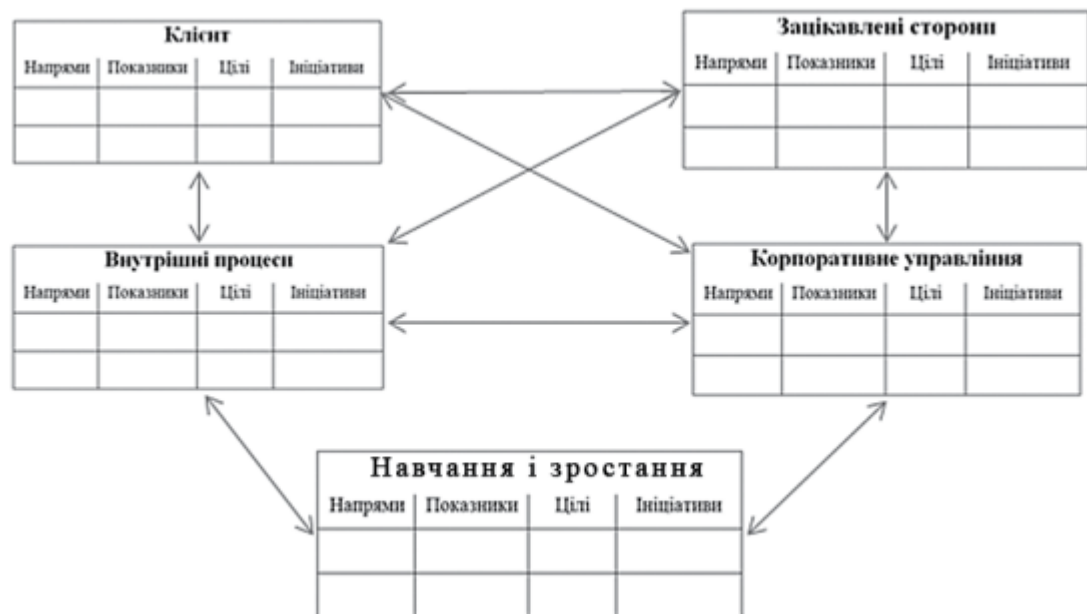 Клієнт
Напрями Показники Цілі Ініціативи
Зацікавлені сторони
Напрями Показники Цілі Ініціативи
Внутрішні процеси
Напрями Показники Цілі Ініціативи
Корпоративне управління
Напрями Показники Цілі Ініціативи
Навчання і зростання
Напрями Показники Цілі Ініціативи